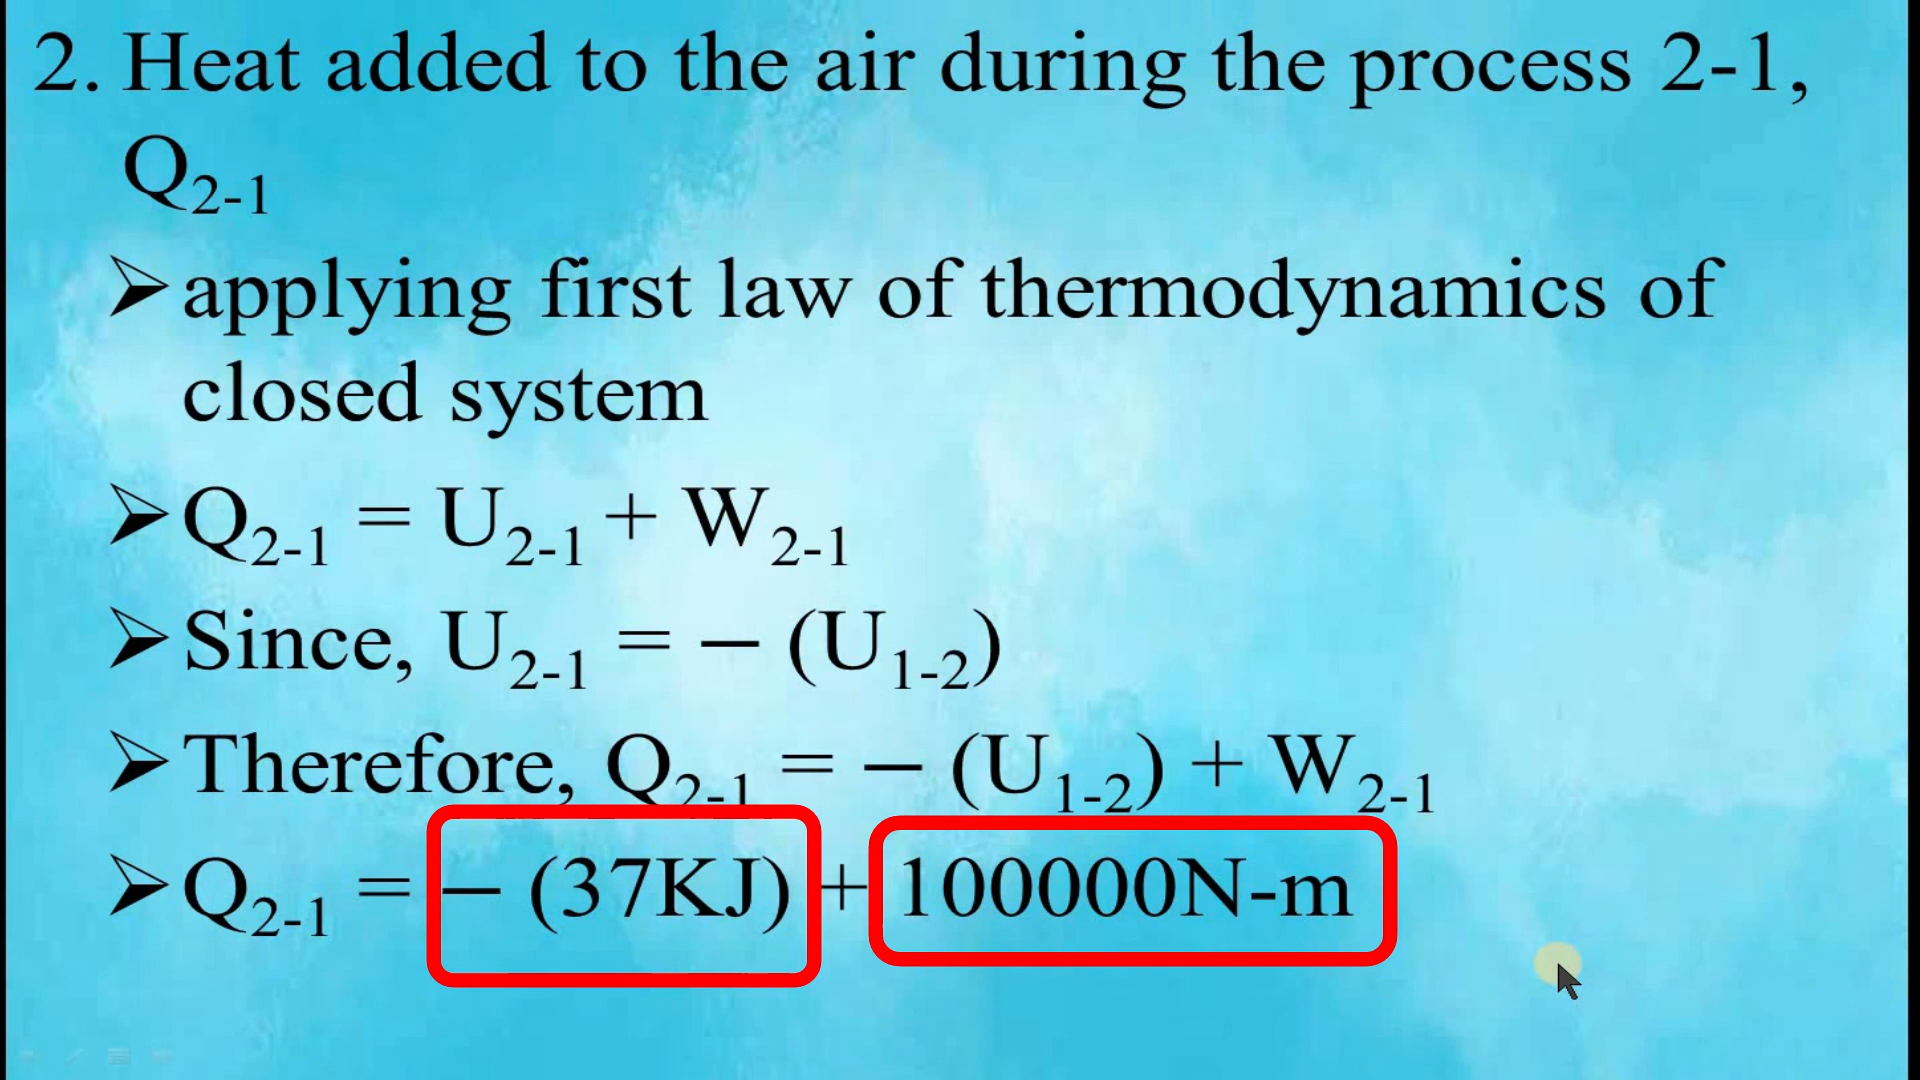 2. Heat added to the air during the process 2-1,
Q₂₋₁
➢applying first law of thermodynamics of
closed system
➢Q₂₋₁ = U₂₋₁ + W₂₋₁
➢Since, U₂₋₁ = – (U₁₋₂)
➢Therefore, Q₂₋₁ = – (U₁₋₂) + W₂₋₁
➢Q₂₋₁ = – (37KJ) + 100000N-m